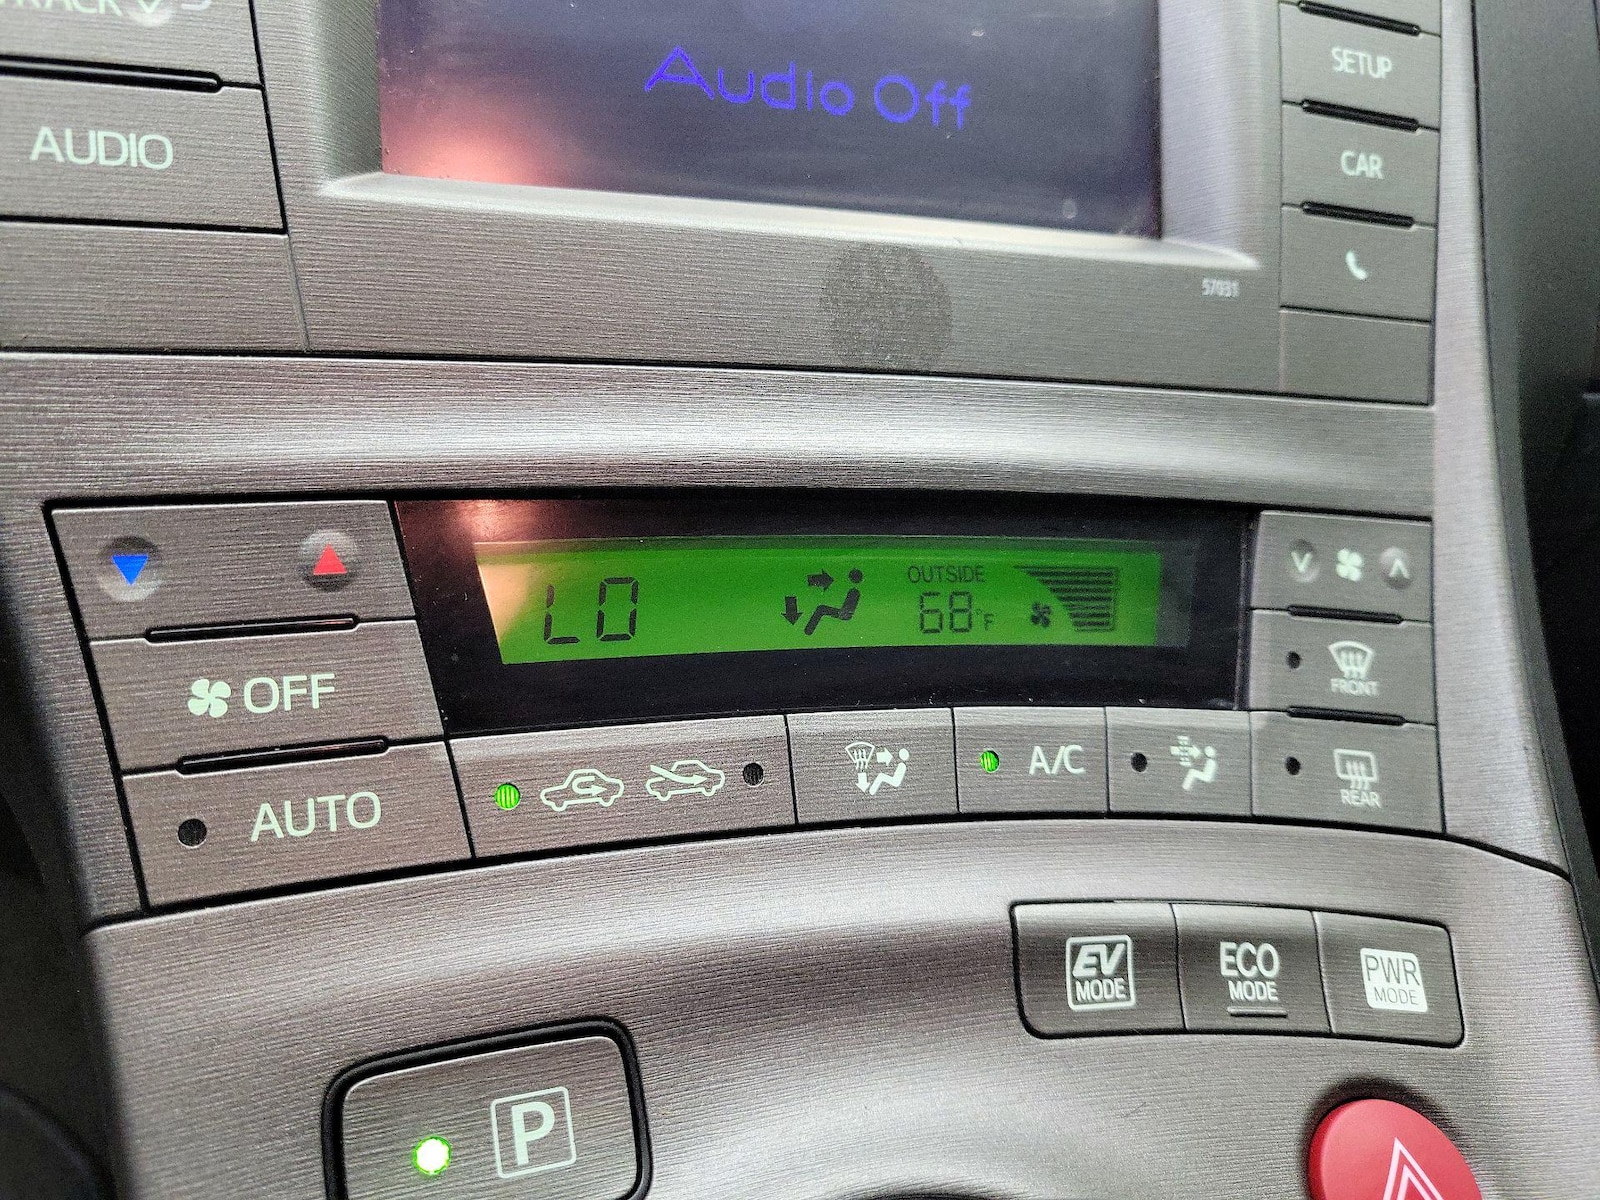 TRACK
Audio Off
SETUP
AUDIO
CAR
57031
LO
OUTSIDE
68°F
OFF
FRONT
AUTO
A/C
REAR
EV
MODE
ECO
MODE
PWR
MODE
P